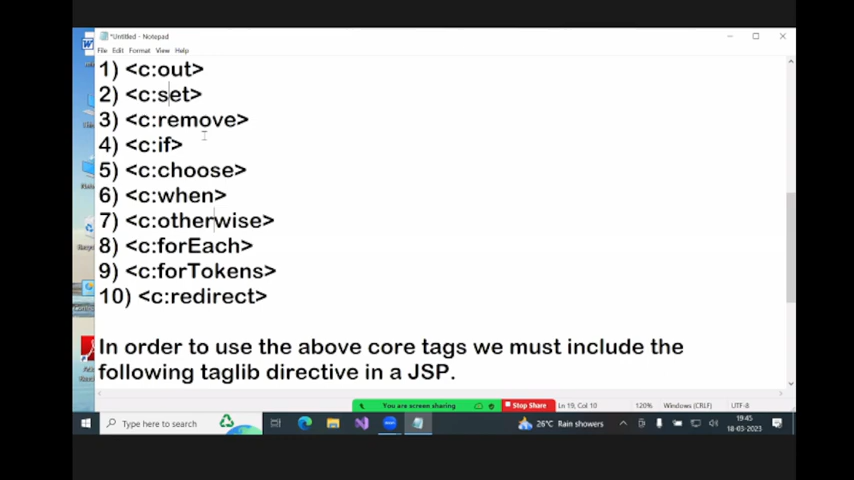 *Untitled - Notepad
File Edit Format View Help
1) <c:out>
2) <c:set>
3) <c:remove>
4) <c:if>
5) <c:choose>
6) <c:when>
7) <c:otherwise>
8) <c:forEach>
9) <c:forTokens>
10) <c:redirect>
In order to use the above core tags we must include the
following taglib directive in a JSP.
You are screen sharing Stop Share Ln 19, Col 10 120% Windows (CRLF) UTF-8
Type here to search 26°C Rain showers 19:45
18-03-2023